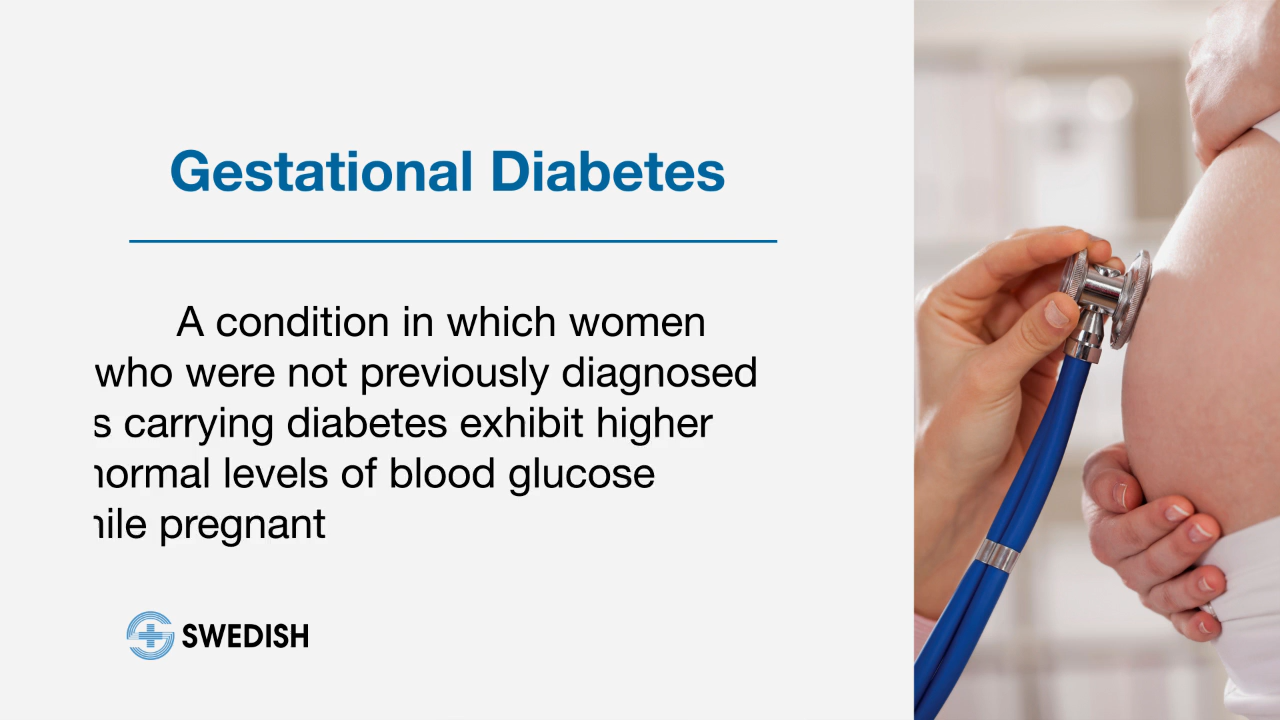 Gestational Diabetes
A condition in which women
who were not previously diagnosed
s carrying diabetes exhibit higher
normal levels of blood glucose
hile pregnant
SWEDISH